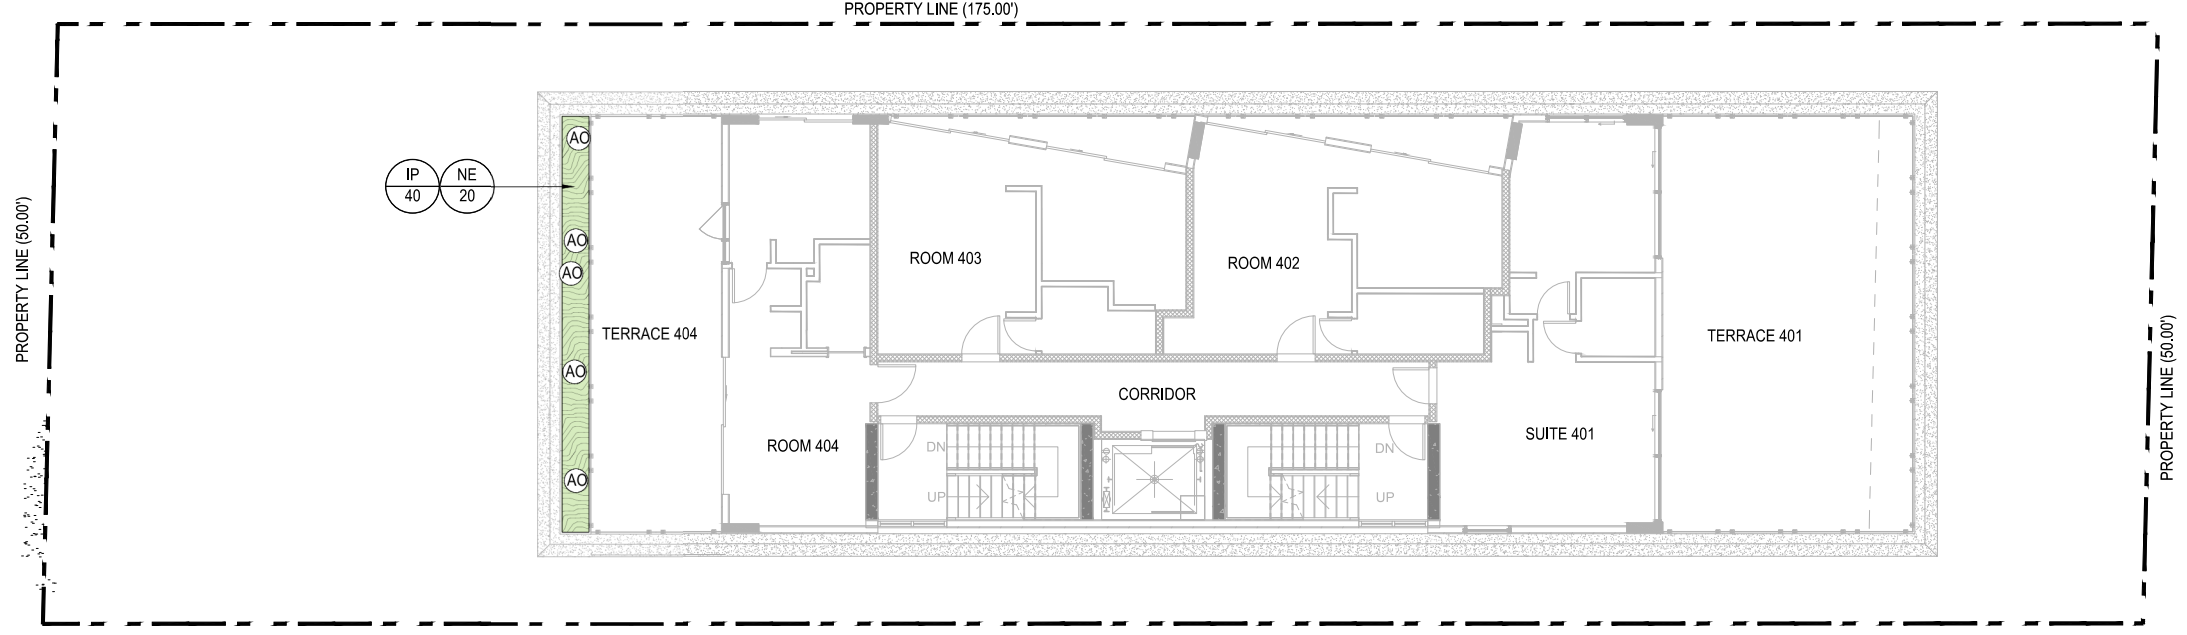 PROPERTY LINE (175.00')
AO
IP
40
NE
20
PROPERTY LINE (50.00')
AO
AO
ROOM 403
ROOM 402
TERRACE 404
TERRACE 401
PROPERTY LINE (50.00')
AO
CORRIDOR
ROOM 404
DN
DN
SUITE 401
AO
UP
UP